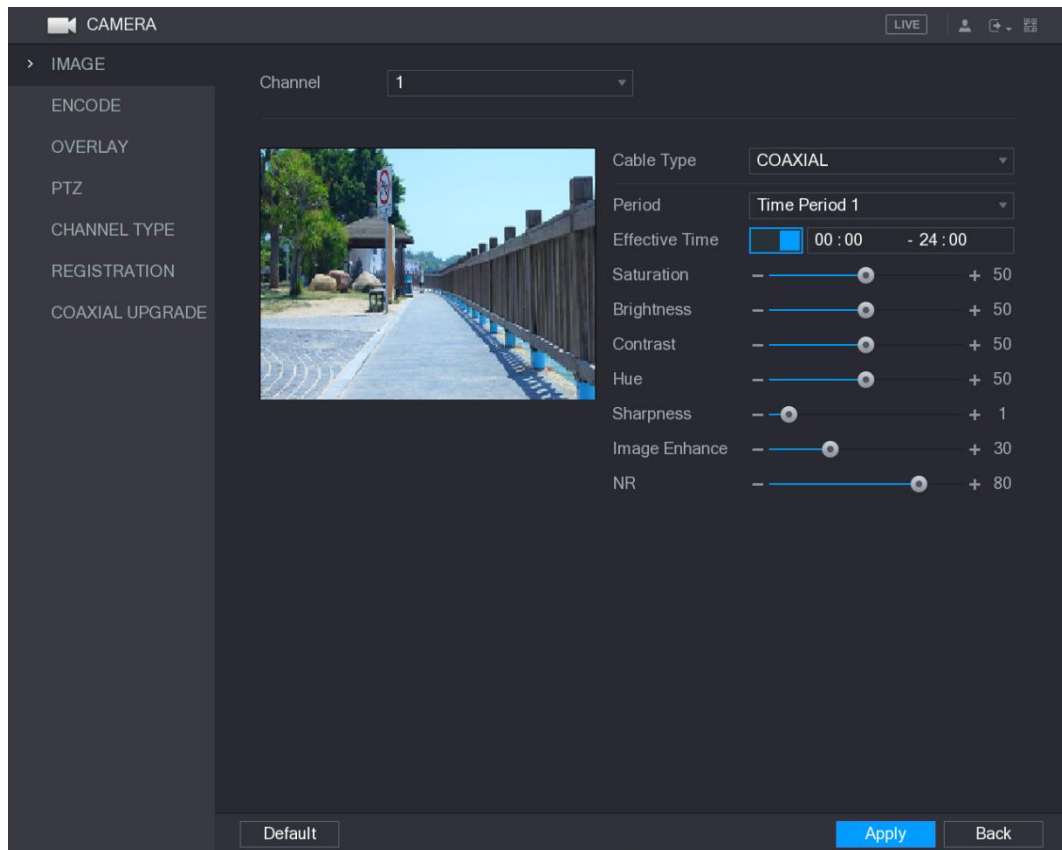 CAMERA
LIVE
IMAGE
ENCODE
OVERLAY
PTZ
CHANNEL TYPE
REGISTRATION
COAXIAL UPGRADE
Channel 1
Cable Type COAXIAL
Period Time Period 1
Effective Time 00 : 00 - 24 : 00
Saturation 50
Brightness 50
Contrast 50
Hue 50
Sharpness 1
Image Enhance 30
NR 80
Default
Apply
Back